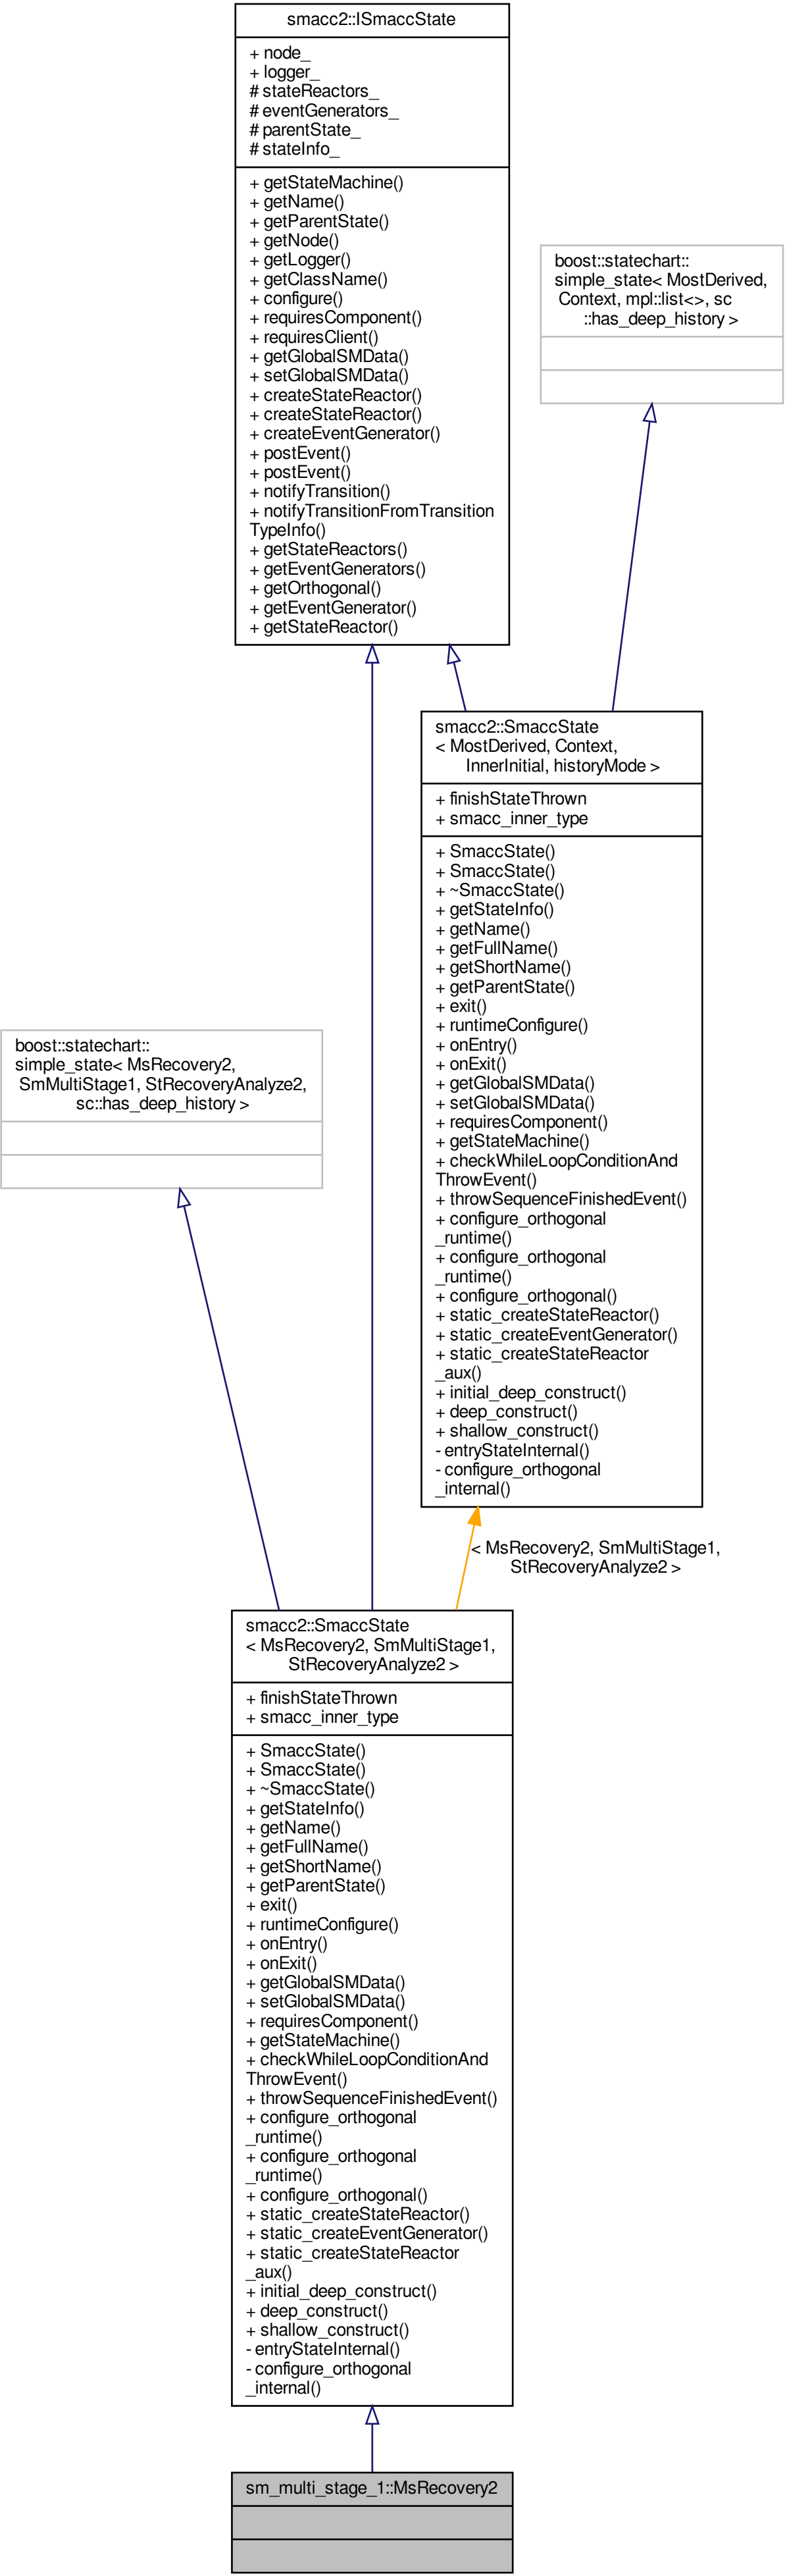 smacc2::ISmaccState
+ node_
+ logger_
# stateReactors_
# eventGenerators_
# parentState_
# stateInfo_
+ getStateMachine()
+ getName()
+ getParentState()
+ getNode()
+ getLogger()
+ getClassName()
+ configure()
+ requiresComponent()
+ requiresClient()
+ getGlobalSMData()
+ setGlobalSMData()
+ createStateReactor()
+ createStateReactor()
+ createEventGenerator()
+ postEvent()
+ postEvent()
+ notifyTransition()
+ notifyTransitionFromTransition
TypeInfo()
+ getStateReactors()
+ getEventGenerators()
+ getOrthogonal()
+ getEventGenerator()
+ getStateReactor()
boost::statechart::
simple_state< MostDerived,
Context, mpl::list<>, sc
::has_deep_history >
smacc2::SmaccState
< MostDerived, Context,
InnerInitial, historyMode >
+ finishStateThrown
+ smacc_inner_type
+ SmaccState()
+ SmaccState()
+ ~SmaccState()
+ getStateInfo()
+ getName()
+ getFullName()
+ getShortName()
+ getParentState()
+ exit()
+ runtimeConfigure()
+ onEntry()
+ onExit()
+ getGlobalSMData()
+ setGlobalSMData()
+ requiresComponent()
+ getStateMachine()
+ checkWhileLoopConditionAnd
ThrowEvent()
+ throwSequenceFinishedEvent()
+ configure_orthogonal
_runtime()
+ configure_orthogonal
_runtime()
+ configure_orthogonal()
+ static_createStateReactor()
+ static_createEventGenerator()
+ static_createStateReactor
_aux()
+ initial_deep_construct()
+ deep_construct()
+ shallow_construct()
- entryStateInternal()
- configure_orthogonal
_internal()
boost::statechart::
simple_state< MsRecovery2,
SmMultiStage1, StRecoveryAnalyze2,
sc::has_deep_history >
< MsRecovery2, SmMultiStage1,
StRecoveryAnalyze2 >
smacc2::SmaccState
< MsRecovery2, SmMultiStage1,
StRecoveryAnalyze2 >
+ finishStateThrown
+ smacc_inner_type
+ SmaccState()
+ SmaccState()
+ ~SmaccState()
+ getStateInfo()
+ getName()
+ getFullName()
+ getShortName()
+ getParentState()
+ exit()
+ runtimeConfigure()
+ onEntry()
+ onExit()
+ getGlobalSMData()
+ setGlobalSMData()
+ requiresComponent()
+ getStateMachine()
+ checkWhileLoopConditionAnd
ThrowEvent()
+ throwSequenceFinishedEvent()
+ configure_orthogonal
_runtime()
+ configure_orthogonal
_runtime()
+ configure_orthogonal()
+ static_createStateReactor()
+ static_createEventGenerator()
+ static_createStateReactor
_aux()
+ initial_deep_construct()
+ deep_construct()
+ shallow_construct()
- entryStateInternal()
- configure_orthogonal
_internal()
sm_multi_stage_1::MsRecovery2